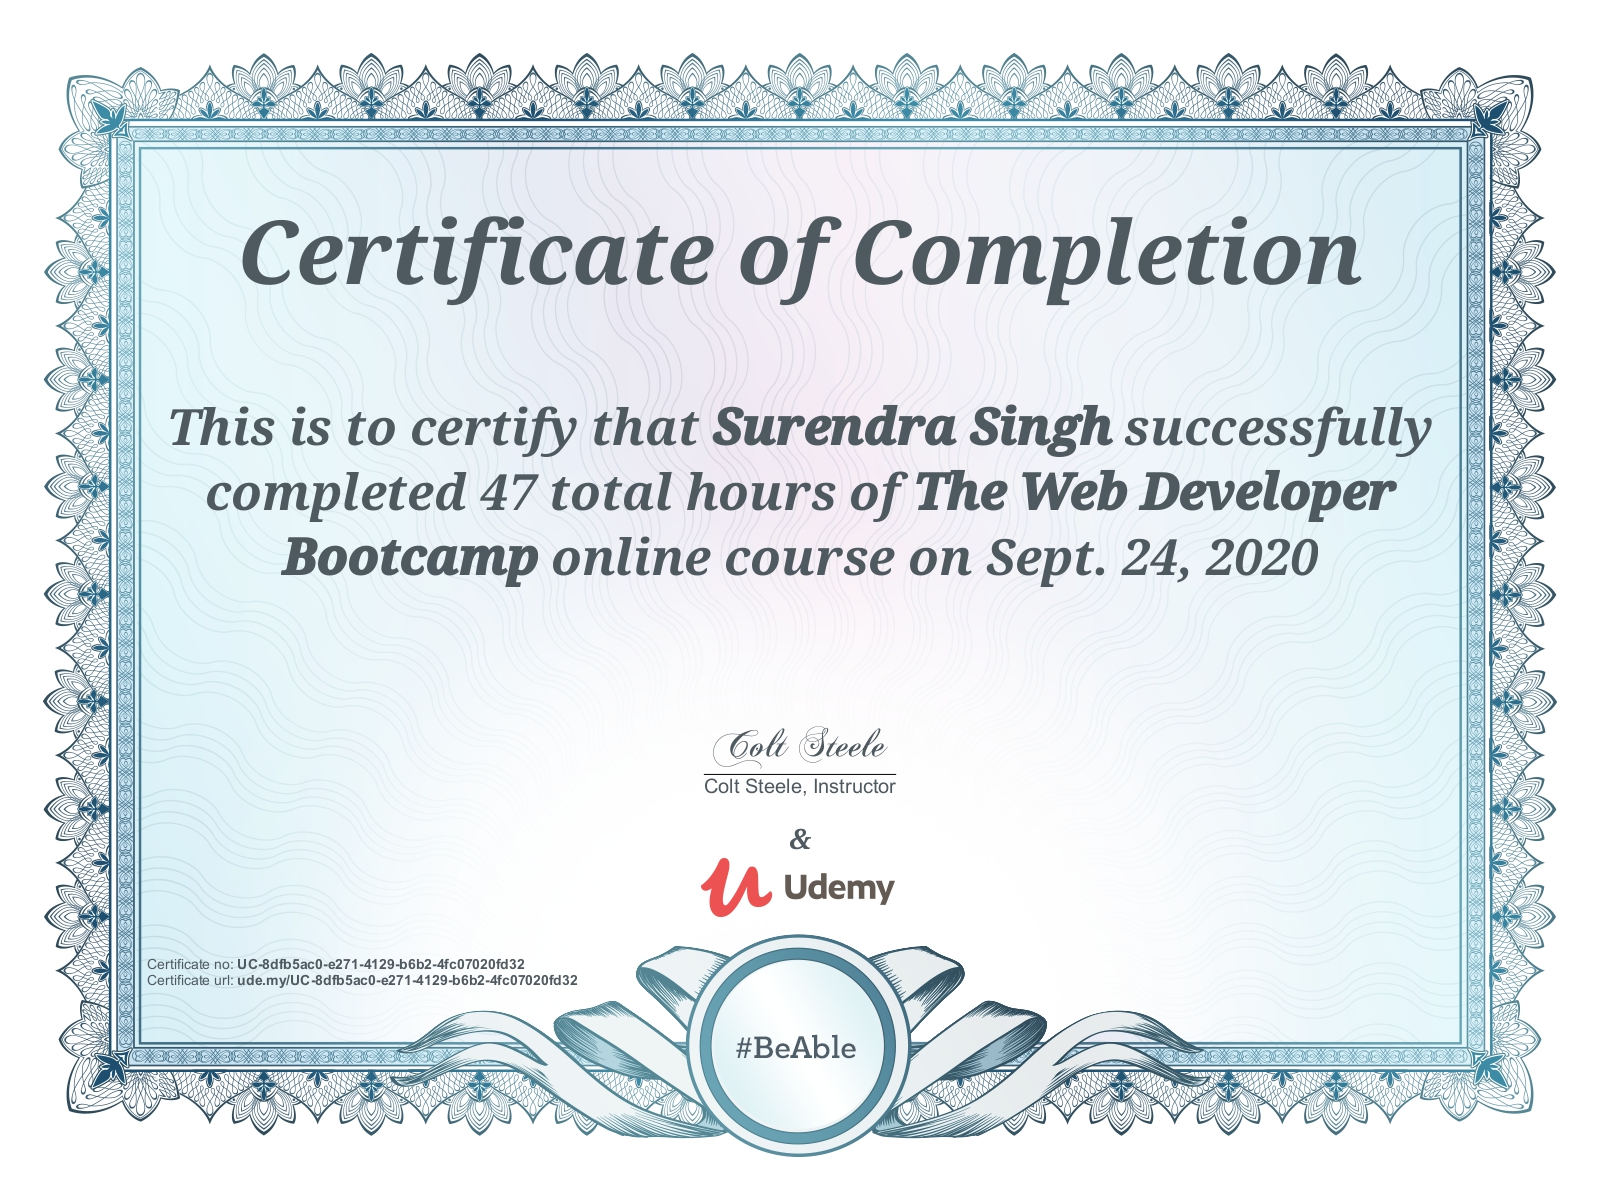 Certificate of Completion
This is to certify that Surendra Singh successfully
completed 47 total hours of The Web Developer
Bootcamp online course on Sept. 24, 2020
Colt Steele
Colt Steele, Instructor
&
Udemy
Certificate no: UC-8dfb5ac0-e271-4129-b6b2-4fc07020fd32
Certificate url: ude.my/UC-8dfb5ac0-e271-4129-b6b2-4fc07020fd32
#BeAble